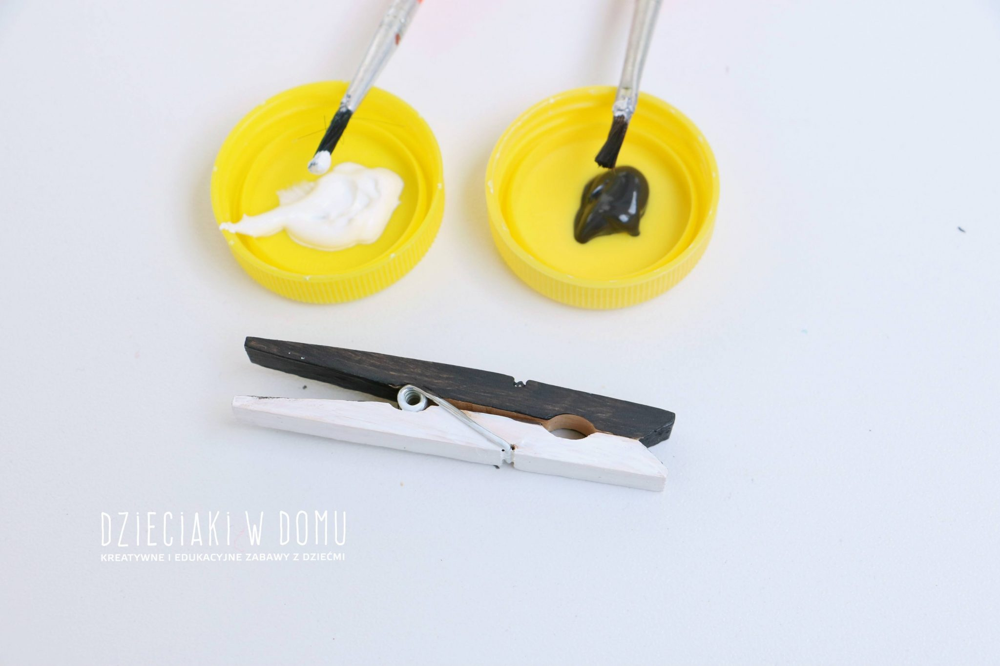 DZiECiAKi W DOMU
KREATYWNE I EDUKACYJNE ZABAWY Z DZIEĆMI